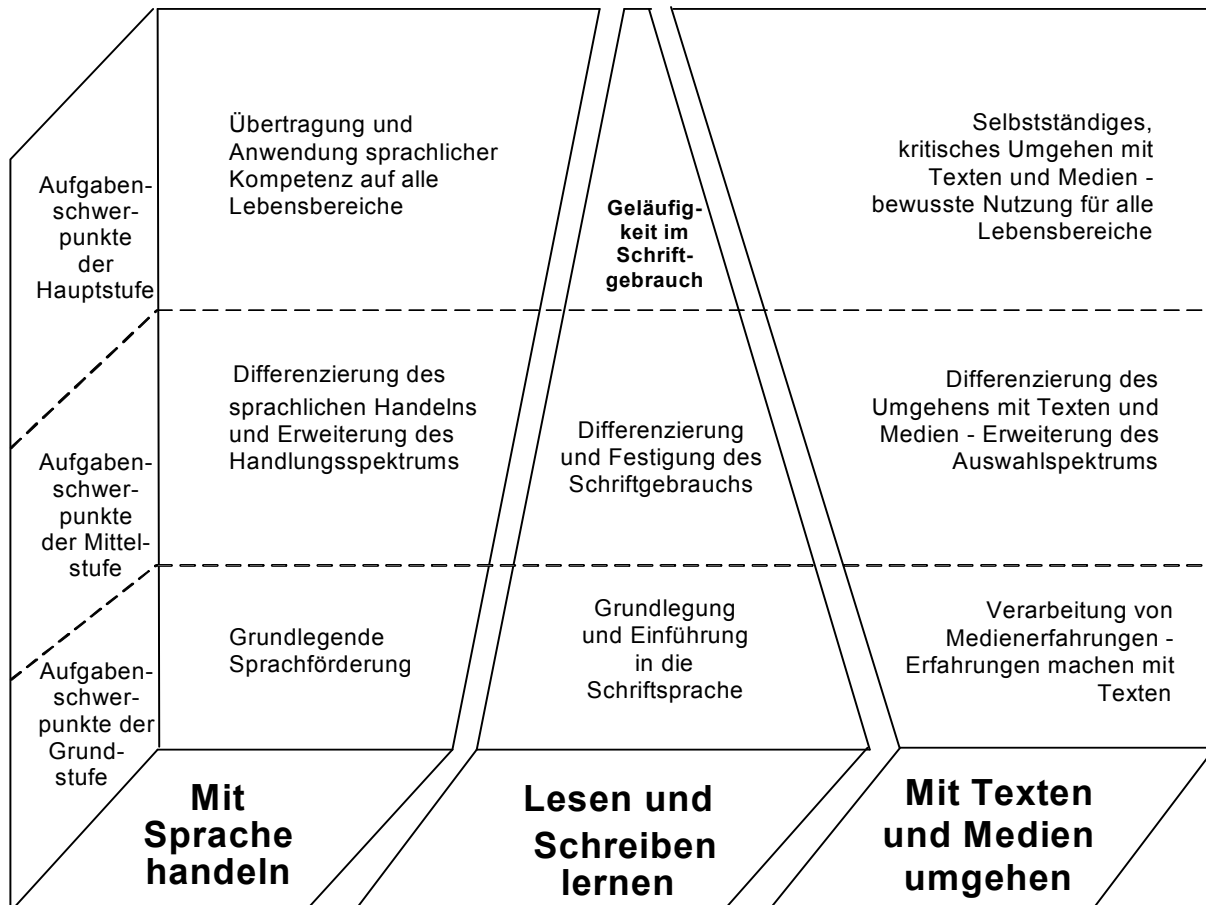 Aufgaben-
schwer-
punkte
der
Hauptstufe
Übertragung und
Anwendung sprachlicher
Kompetenz auf alle
Lebensbereiche
Geläufig-
keit im
Schrift-
gebrauch
Selbstständiges,
kritisches Umgehen mit
Texten und Medien -
bewusste Nutzung für alle
Lebensbereiche
Aufgaben-
schwer-
punkte
der Mittel-
stufe
Differenzierung des
sprachlichen Handelns
und Erweiterung des
Handlungsspektrums
Differenzierung
und Festigung des
Schriftgebrauchs
Differenzierung des
Umgehens mit Texten und
Medien - Erweiterung des
Auswahlspektrums
Aufgaben-
schwer-
punkte der
Grund-
stufe
Grundlegende
Sprachförderung
Grundlegung
und Einführung
in die
Schriftsprache
Verarbeitung von
Medienerfahrungen -
Erfahrungen machen mit
Texten
Mit
Sprache
handeln
Lesen und
Schreiben
lernen
Mit Texten
und Medien
umgehen